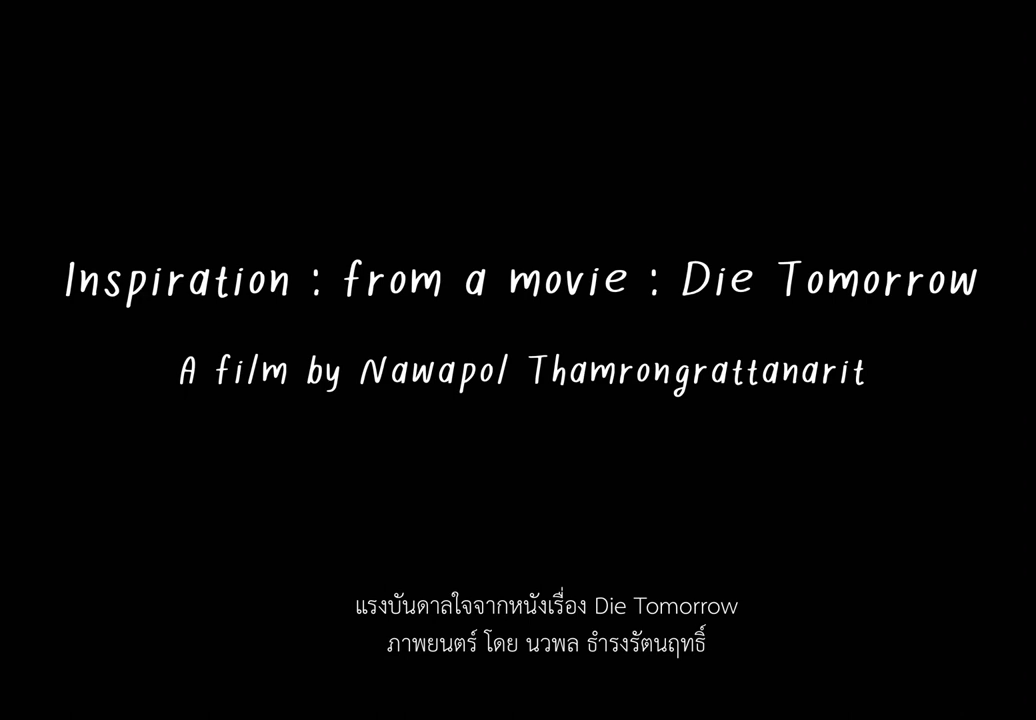 Inspiration : from a movie : Die Tomorrow
A film by Nawapol Thamrongrattanarit
แรงบันดาลใจจากหนังเรื่อง Die Tomorrow
ภาพยนตร์ โดย นวพล ธำรงรัตนฤทธิ์